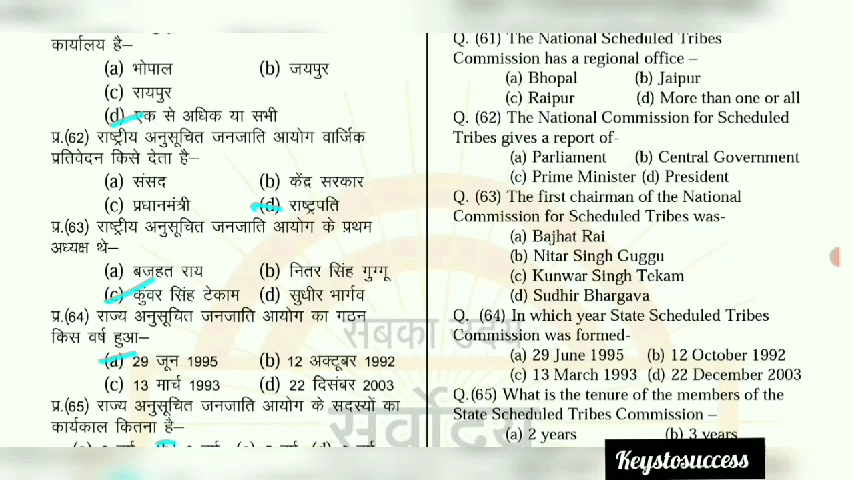 कार्यालय है–
(a) भोपाल (b) जयपुर
(c) रायपुर
(d) एक से अधिक या सभी
प्र.(62) राष्ट्रीय अनुसूचित जनजाति आयोग वार्जिक
प्रतिवेदन किसे देता है–
(a) संसद (b) केंद्र सरकार
(c) प्रधानमंत्री (d) राष्ट्रपति
प्र.(63) राष्ट्रीय अनुसूचित जनजाति आयोग के प्रथम
अध्यक्ष थे–
(a) बजहत राय (b) नितर सिंह गुग्गू
(c) कुंवर सिंह टेकाम (d) सुधीर भार्गव
प्र.(64) राज्य अनुसूचित जनजाति आयोग का गठन
किस वर्ष हुआ–
(a) 29 जून 1995 (b) 12 अक्टूबर 1992
(c) 13 मार्च 1993 (d) 22 दिसंबर 2003
प्र.(65) राज्य अनुसूचित जनजाति आयोग के सदस्यों का
कार्यकाल कितना है–
Q. (61) The National Scheduled Tribes
Commission has a regional office –
(a) Bhopal (b) Jaipur
(c) Raipur (d) More than one or all
Q. (62) The National Commission for Scheduled
Tribes gives a report of-
(a) Parliament (b) Central Government
(c) Prime Minister (d) President
Q. (63) The first chairman of the National
Commission for Scheduled Tribes was-
(a) Bajhat Rai
(b) Nitar Singh Guggu
(c) Kunwar Singh Tekam
(d) Sudhir Bhargava
Q. (64) In which year State Scheduled Tribes
Commission was formed-
(a) 29 June 1995 (b) 12 October 1992
(c) 13 March 1993 (d) 22 December 2003
Q.(65) What is the tenure of the members of the
State Scheduled Tribes Commission –
(a) 2 years (b) 3 years
सबका उदय
सर्वोदय
Keystosuccess